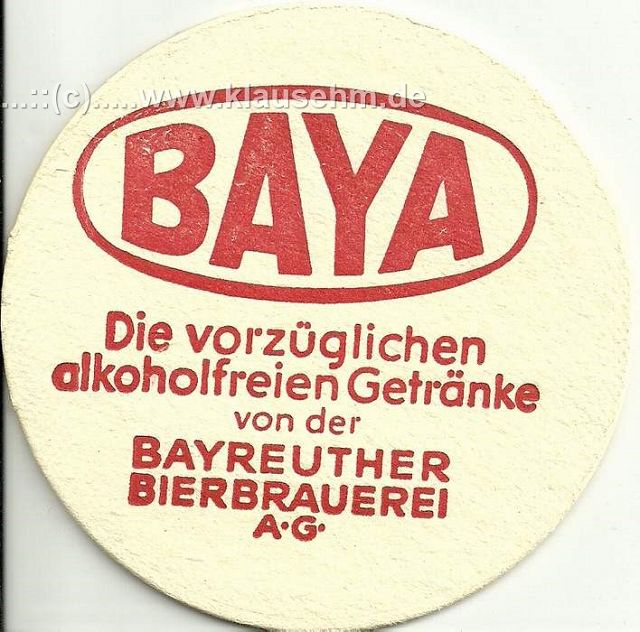 ...::(c).....www.klausehm.de
BAYA
Die vorzüglichen
alkoholfreien Getränke
von der
BAYREUTHER
BIERBRAUEREI
A·G·